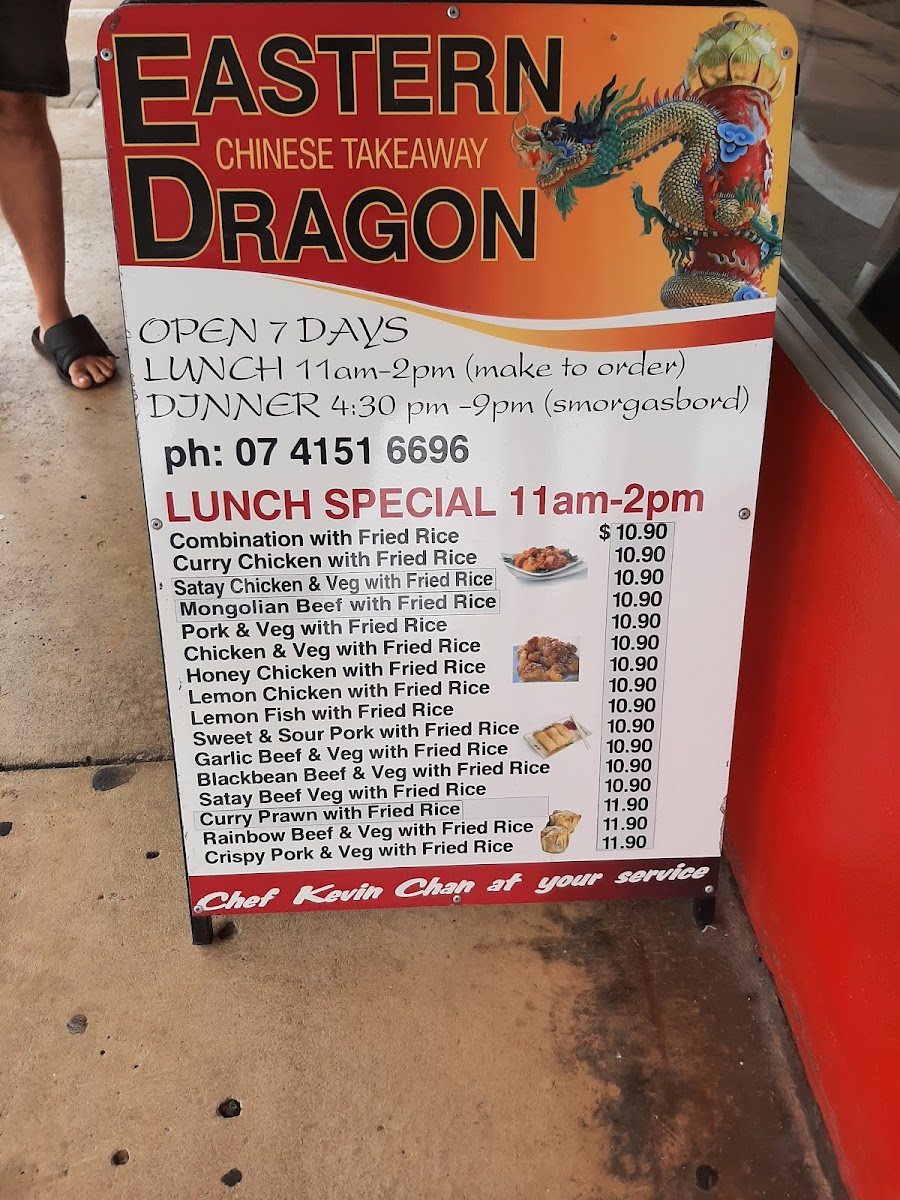 EASTERN
CHINESE TAKEAWAY
DRAGON
OPEN 7 DAYS
LUNCH 11am-2pm (make to order)
DINNER 4:30 pm -9pm (smorgasbord)
ph: 07 4151 6696
LUNCH SPECIAL 11am-2pm
Combination with Fried Rice $ 10.90
Curry Chicken with Fried Rice 10.90
Satay Chicken & Veg with Fried Rice 10.90
Mongolian Beef with Fried Rice 10.90
Pork & Veg with Fried Rice 10.90
Chicken & Veg with Fried Rice 10.90
Honey Chicken with Fried Rice 10.90
Lemon Chicken with Fried Rice 10.90
Lemon Fish with Fried Rice 10.90
Sweet & Sour Pork with Fried Rice 10.90
Garlic Beef & Veg with Fried Rice 10.90
Blackbean Beef & Veg with Fried Rice 10.90
Satay Beef Veg with Fried Rice 10.90
Curry Prawn with Fried Rice 11.90
Rainbow Beef & Veg with Fried Rice 11.90
Crispy Pork & Veg with Fried Rice 11.90
Chef Kevin Chan at your service